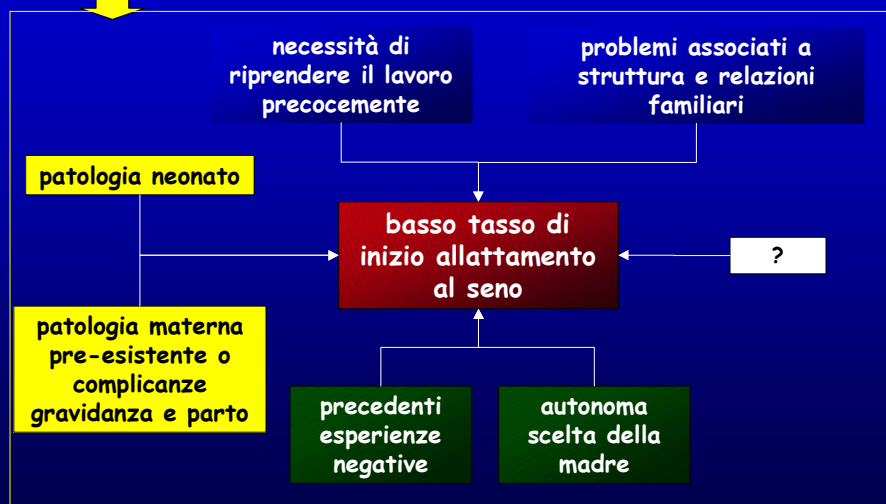 necessità di
riprendere il lavoro
precocemente
problemi associati a
struttura e relazioni
familiari
patologia neonato
basso tasso di
inizio allattamento
al seno
?
patologia materna
pre-esistente o
complicanze
gravidanza e parto
precedenti
esperienze
negative
autonoma
scelta della
madre